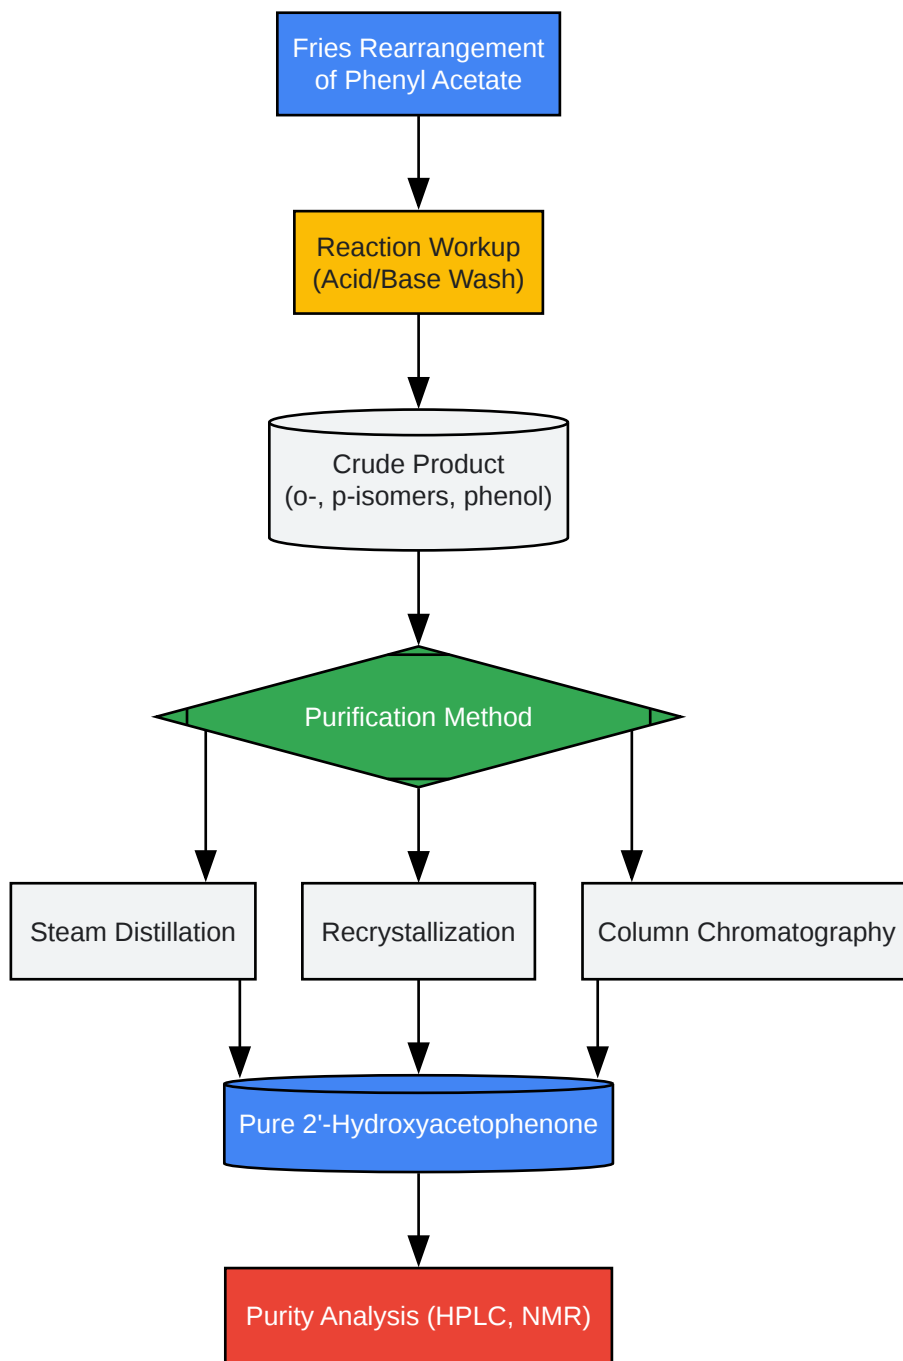 Fries Rearrangement
of Phenyl Acetate
Reaction Workup
(Acid/Base Wash)
Crude Product
(o-, p-isomers, phenol)
Purification Method
Steam Distillation
Recrystallization
Column Chromatography
Pure 2'-Hydroxyacetophenone
Purity Analysis (HPLC, NMR)